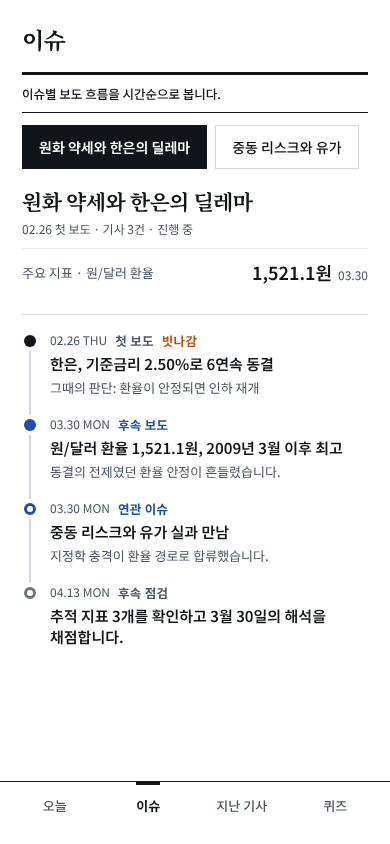 이슈
이슈별 보도 흐름을 시간순으로 봅니다.
원화 약세와 한은의 딜레마
중동 리스크와 유가
원화 약세와 한은의 딜레마
02.26 첫 보도 · 기사 3건 · 진행 중
주요 지표 · 원/달러 환율 1,521.1원 03.30
02.26 THU 첫 보도 빗나감
한은, 기준금리 2.50%로 6연속 동결
그때의 판단: 환율이 안정되면 인하 재개
03.30 MON 후속 보도
원/달러 환율 1,521.1원, 2009년 3월 이후 최고
동결의 전제였던 환율 안정이 흔들렸습니다.
03.30 MON 연관 이슈
중동 리스크와 유가 실과 만남
지정학 충격이 환율 경로로 합류했습니다.
04.13 MON 후속 점검
추적 지표 3개를 확인하고 3월 30일의 해석을
채점합니다.
오늘
이슈
지난 기사
퀴즈